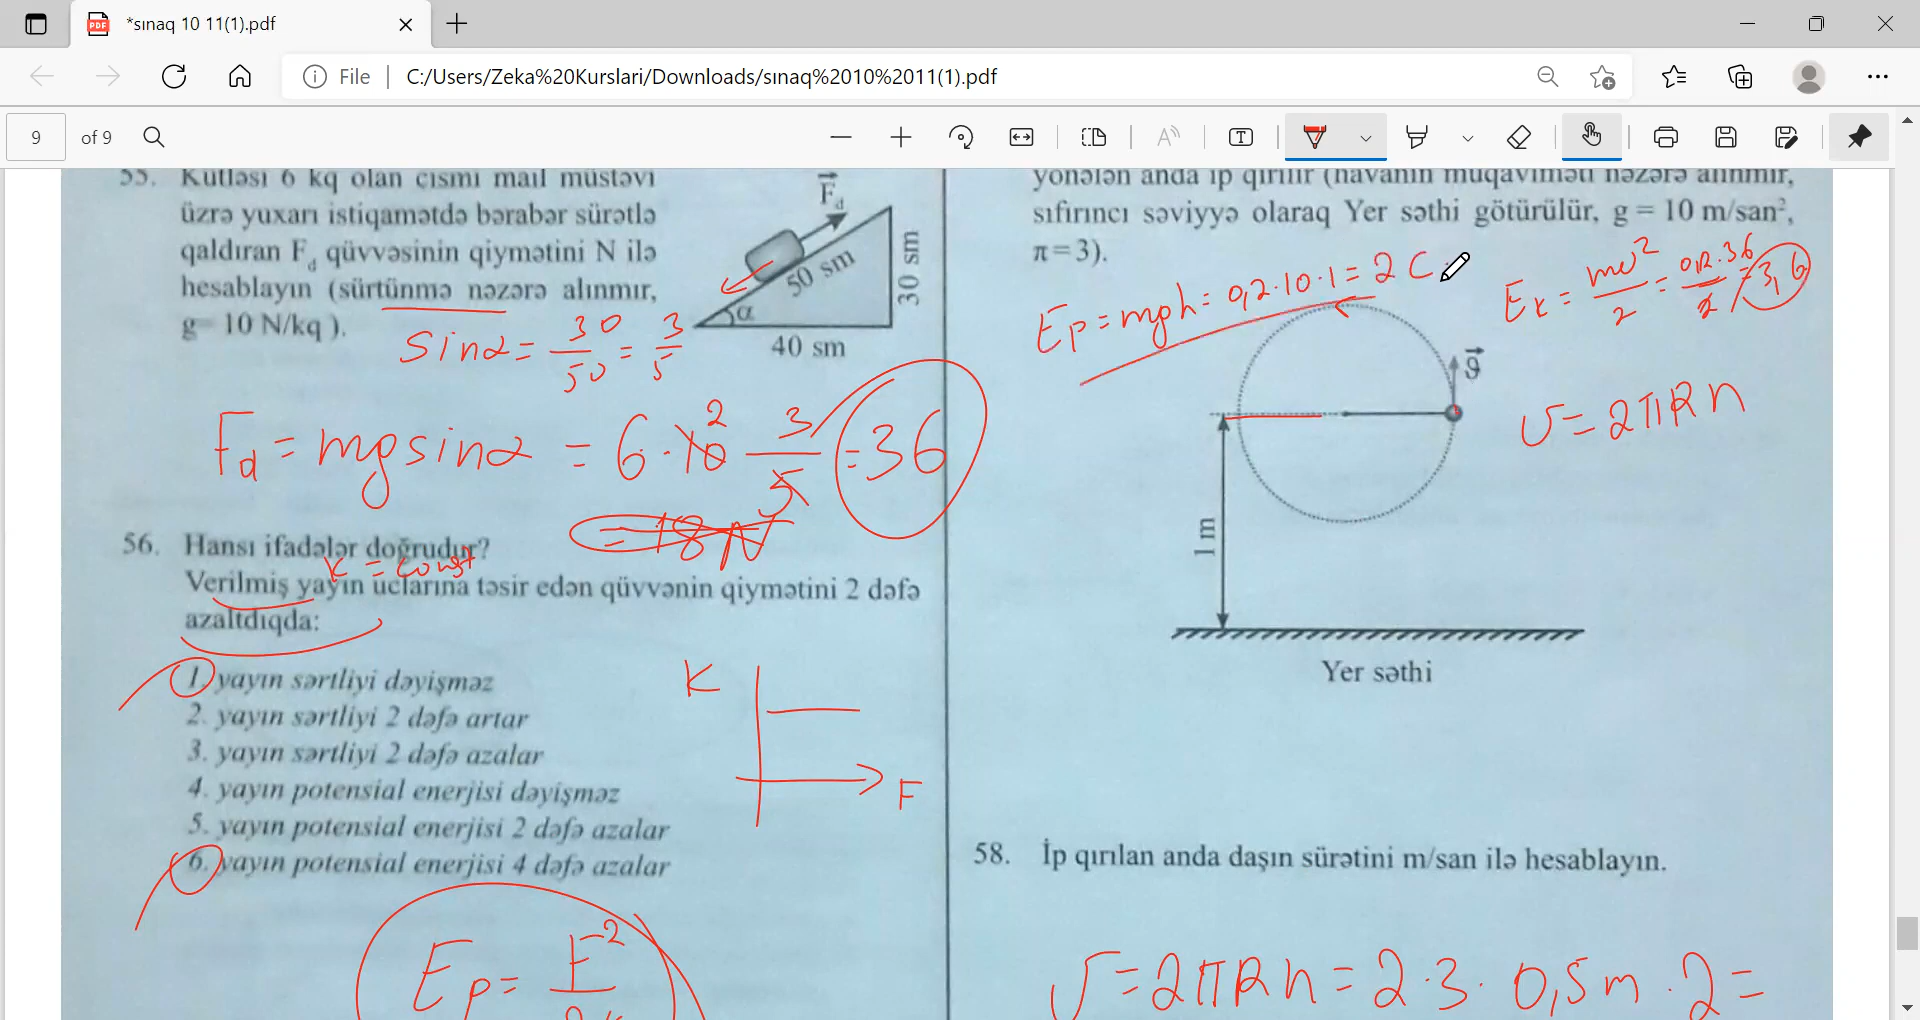 *sınaq 10 11(1).pdf
File C:/Users/Zeka%20Kurslari/Downloads/sınaq%2010%2011(1).pdf
9 of 9
55. Kütləsi 6 kq olan cismi mail müstəvi
üzrə yuxarı istiqamətdə bərabər sürətlə
qaldıran Fd qüvvəsinin qiymətini N ilə
hesablayın (sürtünmə nəzərə alınmır,
g= 10 N/kq ).
Fd
50 sm
30 sm
α
40 sm
sinα = 30/50 = 3/5
Fd = mg sinα = 6·10 3/5 = 36
= 18 N
56. Hansı ifadələr doğrudur?
K = const
Verilmiş yayın uclarına təsir edən qüvvənin qiymətini 2 dəfə
azaltdıqda:
1. yayın sərtliyi dəyişməz
2. yayın sərtliyi 2 dəfə artar
3. yayın sərtliyi 2 dəfə azalar
4. yayın potensial enerjisi dəyişməz
5. yayın potensial enerjisi 2 dəfə azalar
6. yayın potensial enerjisi 4 dəfə azalar
K
F
Ep = F²
yönələn anda ip qırılır (havanın müqaviməti nəzərə alınmır,
sıfırıncı səviyyə olaraq Yer səthi götürülür, g = 10 m/san²,
π = 3).
Ep = mgh = 0,2·10·1 = 2 C
Ek = mv²/2 = 0,2·36/2 = 3,6
ϑ
v = 2πRn
1 m
Yer səthi
58. İp qırılan anda daşın sürətini m/san ilə hesablayın.
v = 2πRn = 2·3·0,5m·2 =